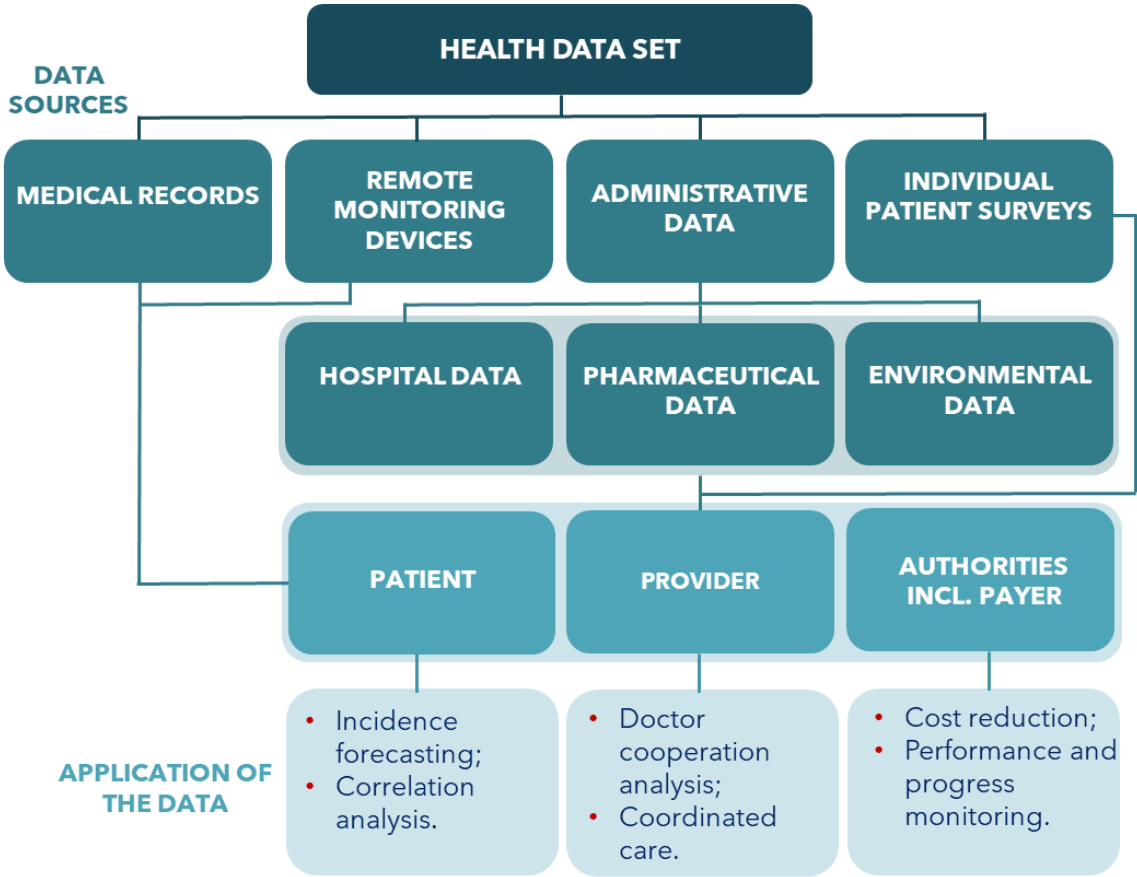 HEALTH DATA SET
DATA
SOURCES
MEDICAL RECORDS
REMOTE
MONITORING
DEVICES
ADMINISTRATIVE
DATA
INDIVIDUAL
PATIENT SURVEYS
HOSPITAL DATA
PHARMACEUTICAL
DATA
ENVIRONMENTAL
DATA
PATIENT
PROVIDER
AUTHORITIES
INCL. PAYER
APPLICATION OF
THE DATA
• Incidence
forecasting;
• Correlation
analysis.
• Doctor
cooperation
analysis;
• Coordinated
care.
• Cost reduction;
• Performance and
progress
monitoring.